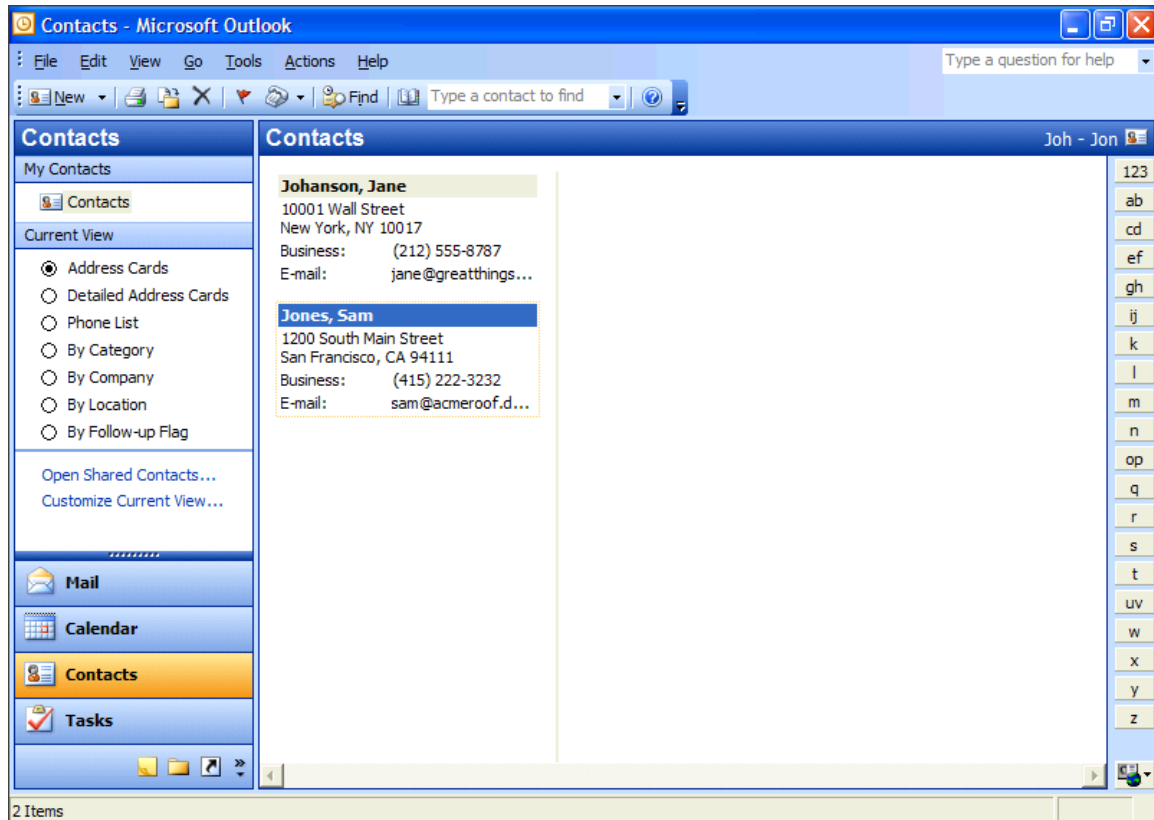 Contacts - Microsoft Outlook
File Edit View Go Tools Actions Help Type a question for help
New Find Type a contact to find
Contacts
My Contacts
Contacts
Current View
Address Cards
Detailed Address Cards
Phone List
By Category
By Company
By Location
By Follow-up Flag
Open Shared Contacts...
Customize Current View...
Mail
Calendar
Contacts
Tasks
Contacts Joh - Jon
Johanson, Jane
10001 Wall Street
New York, NY 10017
Business: (212) 555-8787
E-mail: jane@greatthings...
Jones, Sam
1200 South Main Street
San Francisco, CA 94111
Business: (415) 222-3232
E-mail: sam@acmeroof.d...
123
ab
cd
ef
gh
ij
k
l
m
n
op
q
r
s
t
uv
w
x
y
z
2 Items